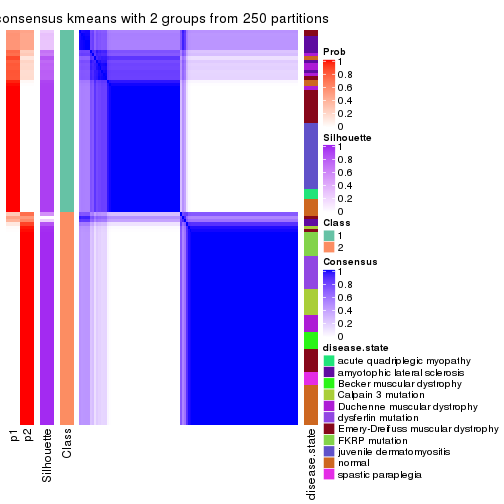 consensus kmeans with 2 groups from 250 partitions
Prob
1
0.8
0.6
0.4
0.2
0
Silhouette
1
0.8
0.6
0.4
0.2
0
Class
1
2
Consensus
1
0.8
0.6
0.4
0.2
0
disease.state
acute quadriplegic myopathy
amyotophic lateral sclerosis
Becker muscular dystrophy
Calpain 3 mutation
Duchenne muscular dystrophy
dysferlin mutation
Emery-Dreifuss muscular dystrophy
FKRP mutation
juvenile dermatomyositis
normal
spastic paraplegia
p1
p2
Silhouette
Class
disease.state